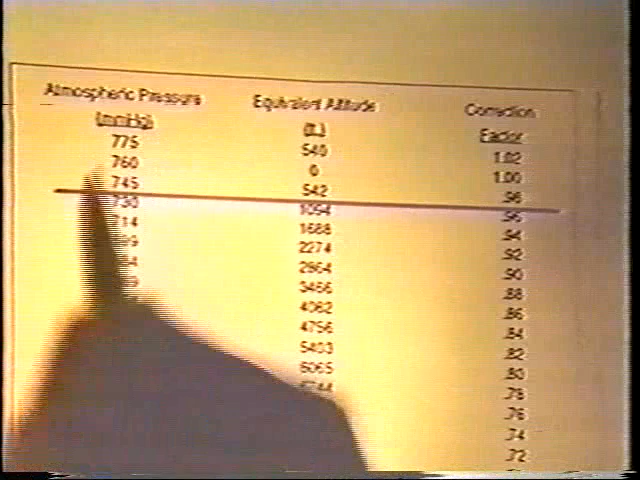 Atmospheric Pressure Equivalent Altitude Correction
(mmHg) (ft.) Factor
775 540 1.02
760 0 1.00
745 542 .98
730 1094 .96
714 1688 .94
2274 .92
2864 .90
3466 .88
4082 .86
4756 .84
5403 .82
6065 .80
.78
.76
.74
.72